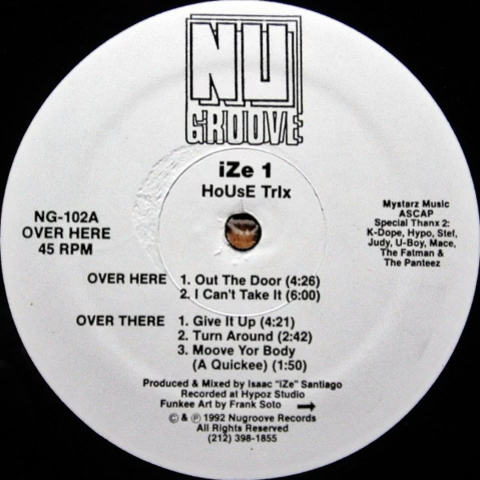 NU
GROOVE
iZe 1
HoUsE TrIx
NG-102A
OVER HERE
45 RPM
Mystarz Music
ASCAP
Special Thanx 2:
K-Dope, Hypo, Stef,
Judy, U-Boy, Mace,
The Fatman &
The Panteez
OVER HERE 1. Out The Door (4:26)
2. I Can't Take It (6:00)
OVER THERE 1. Give It Up (4:21)
2. Turn Around (2:42)
3. Moove Yor Body
(A Quickee) (1:50)
Produced & Mixed by Isaac "iZe" Santiago
Recorded at Hypoz Studio
Funkee Art by Frank Soto
© & ℗ 1992 Nugroove Records
All Rights Reserved
(212) 398-1855